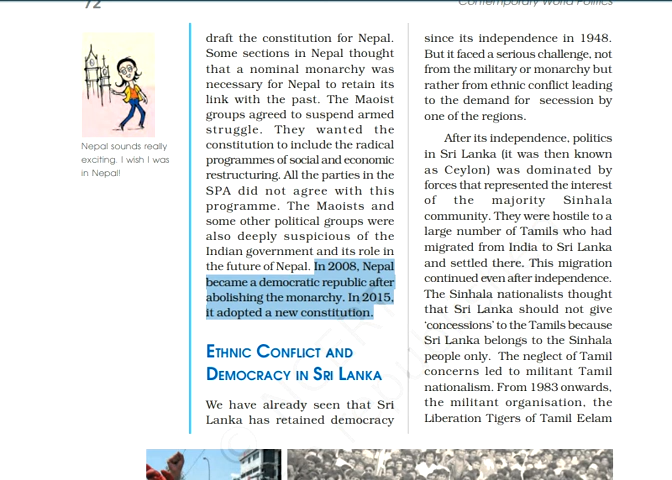 72
Contemporary World Politics
Nepal sounds really
exciting. I wish I was
in Nepal!
draft the constitution for Nepal.
Some sections in Nepal thought
that a nominal monarchy was
necessary for Nepal to retain its
link with the past. The Maoist
groups agreed to suspend armed
struggle. They wanted the
constitution to include the radical
programmes of social and economic
restructuring. All the parties in the
SPA did not agree with this
programme. The Maoists and
some other political groups were
also deeply suspicious of the
Indian government and its role in
the future of Nepal. In 2008, Nepal
became a democratic republic after
abolishing the monarchy. In 2015,
it adopted a new constitution.
ETHNIC CONFLICT AND
DEMOCRACY IN SRI LANKA
We have already seen that Sri
Lanka has retained democracy
since its independence in 1948.
But it faced a serious challenge, not
from the military or monarchy but
rather from ethnic conflict leading
to the demand for secession by
one of the regions.
After its independence, politics
in Sri Lanka (it was then known
as Ceylon) was dominated by
forces that represented the interest
of the majority Sinhala
community. They were hostile to a
large number of Tamils who had
migrated from India to Sri Lanka
and settled there. This migration
continued even after independence.
The Sinhala nationalists thought
that Sri Lanka should not give
‘concessions’ to the Tamils because
Sri Lanka belongs to the Sinhala
people only. The neglect of Tamil
concerns led to militant Tamil
nationalism. From 1983 onwards,
the militant organisation, the
Liberation Tigers of Tamil Eelam